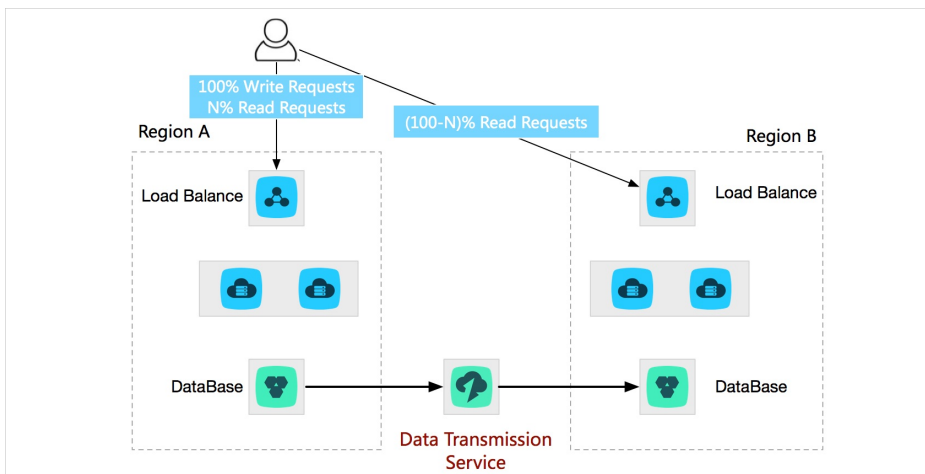 100% Write Requests
N% Read Requests
(100-N)% Read Requests
Region A
Region B
Load Balance
Load Balance
DataBase
DataBase
Data Transmission
Service